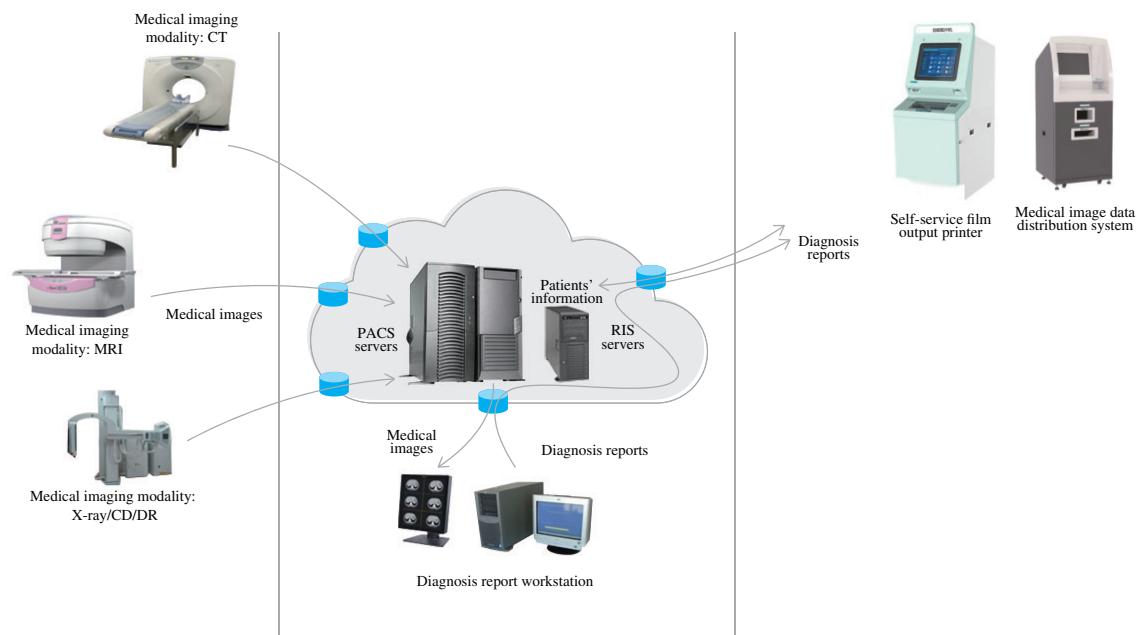 Medical imaging
modality: CT
Medical imaging
modality: MRI
Medical images
Medical imaging modality:
X-ray/CD/DR
PACS
servers
Patients’
information
RIS
servers
Medical
images
Diagnosis reports
Diagnosis report workstation
Diagnosis
reports
Self-service film
output printer
Medical image data
distribution system